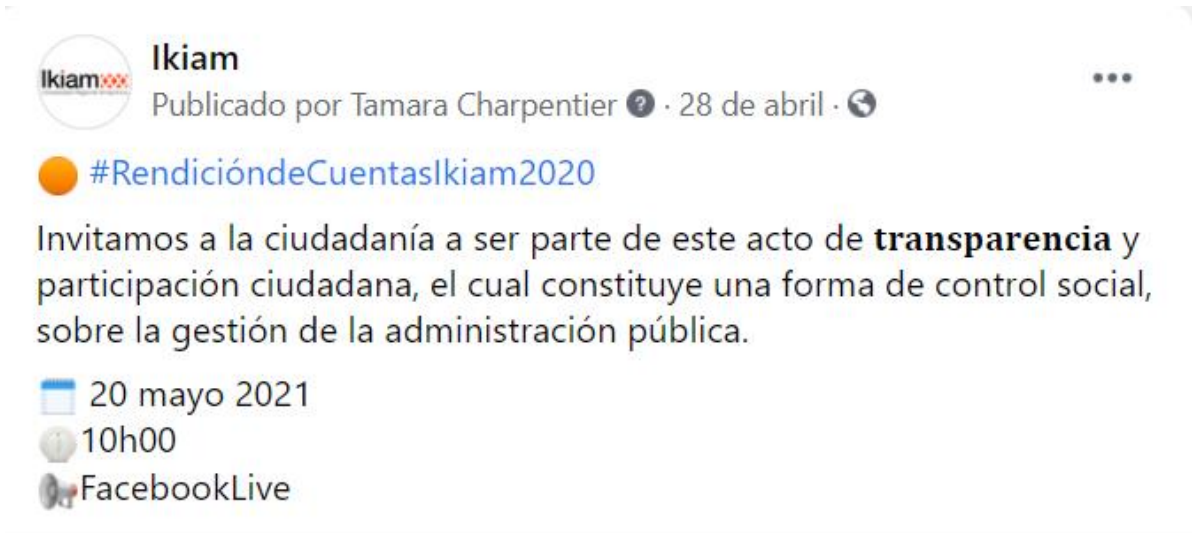 Ikiam
Ikiam
Publicado por Tamara Charpentier · 28 de abril ·
#RendicióndeCuentasIkiam2020
Invitamos a la ciudadanía a ser parte de este acto de transparencia y
participación ciudadana, el cual constituye una forma de control social,
sobre la gestión de la administración pública.
20 mayo 2021
10h00
FacebookLive